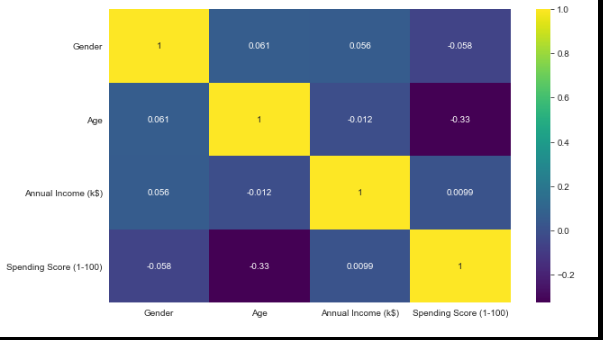 Gender 1 0.061 0.056 -0.058
Age 0.061 1 -0.012 -0.33
Annual Income (k$) 0.056 -0.012 1 0.0099
Spending Score (1-100) -0.058 -0.33 0.0099 1
Gender Age Annual Income (k$) Spending Score (1-100)
1.0
0.8
0.6
0.4
0.2
0.0
−0.2